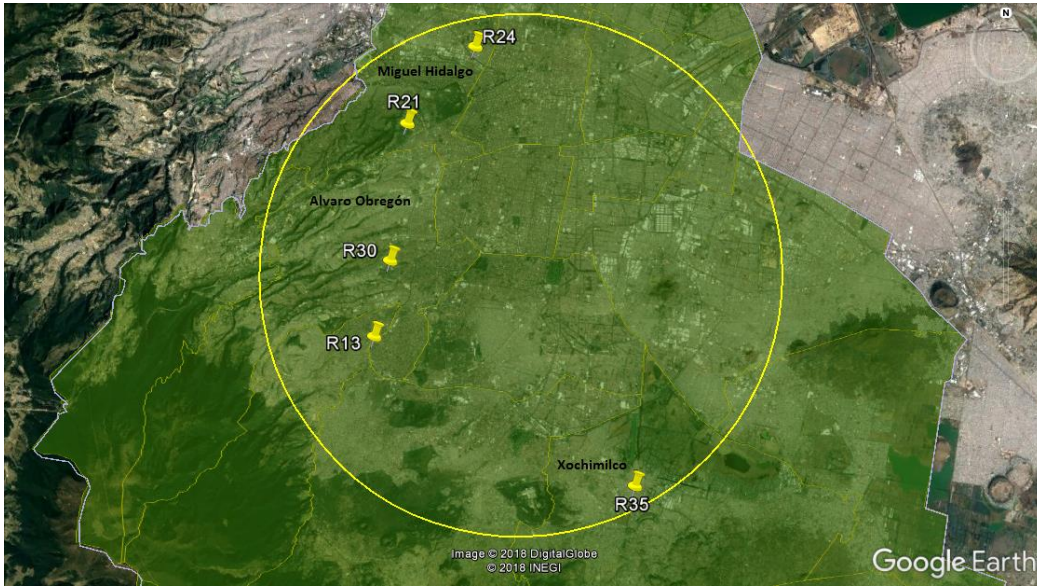 N
R24
Miguel Hidalgo
R21
Alvaro Obregón
R30
R13
Xochimilco
R35
Image © 2018 DigitalGlobe
© 2018 INEGI
Google Earth